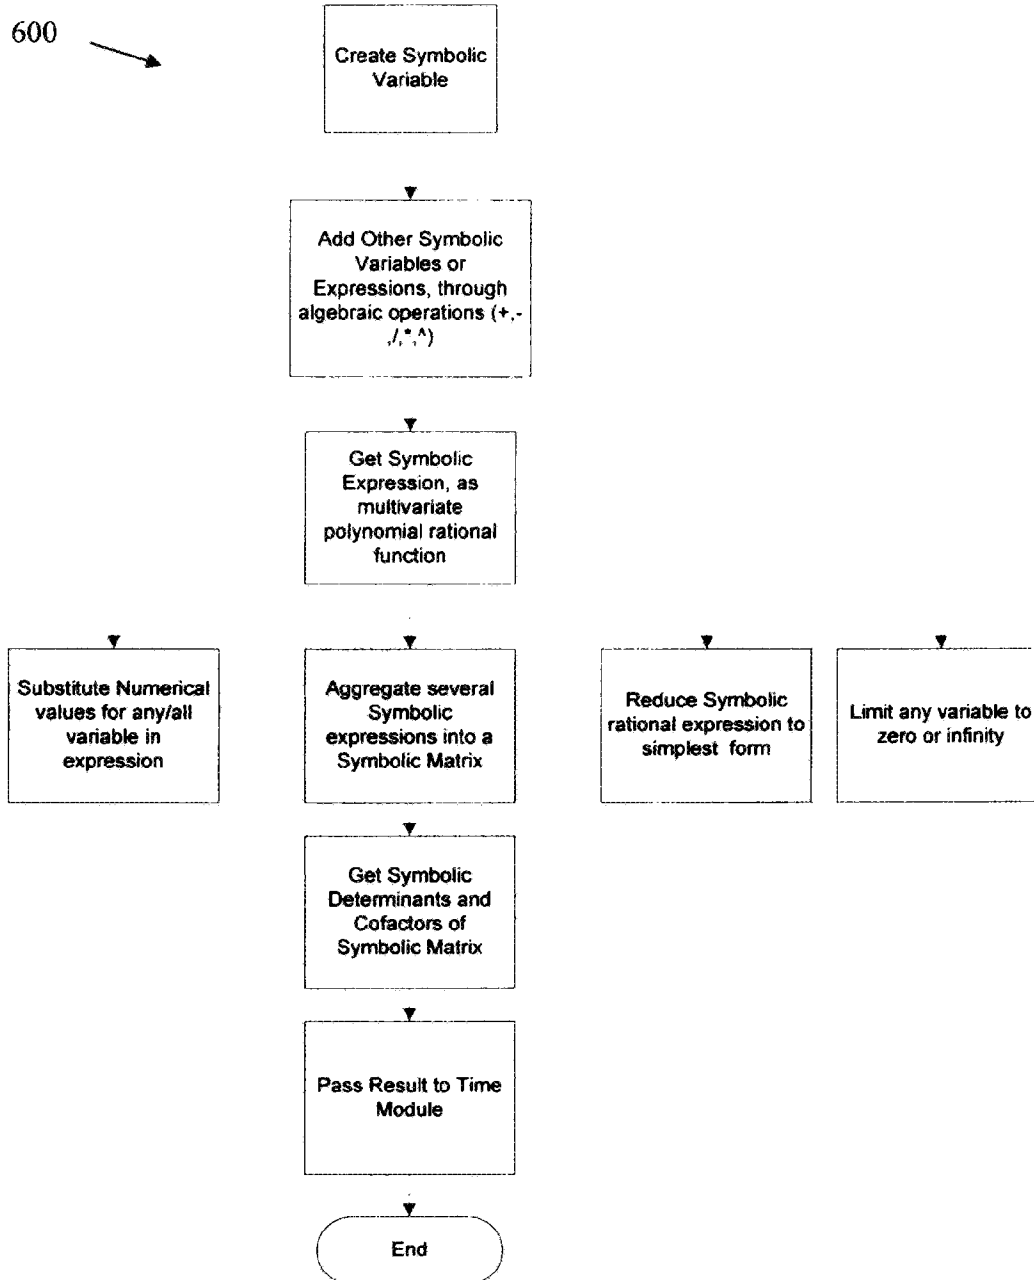 600
Create Symbolic
Variable
Add Other Symbolic
Variables or
Expressions, through
algebraic operations (+,-
,/,*,^)
Get Symbolic
Expression, as
multivariate
polynomial rational
function
Substitute Numerical
values for any/all
variable in
expression
Aggregate several
Symbolic
expressions into a
Symbolic Matrix
Reduce Symbolic
rational expression to
simplest form
Limit any variable to
zero or infinity
Get Symbolic
Determinants and
Cofactors of
Symbolic Matrix
Pass Result to Time
Module
End